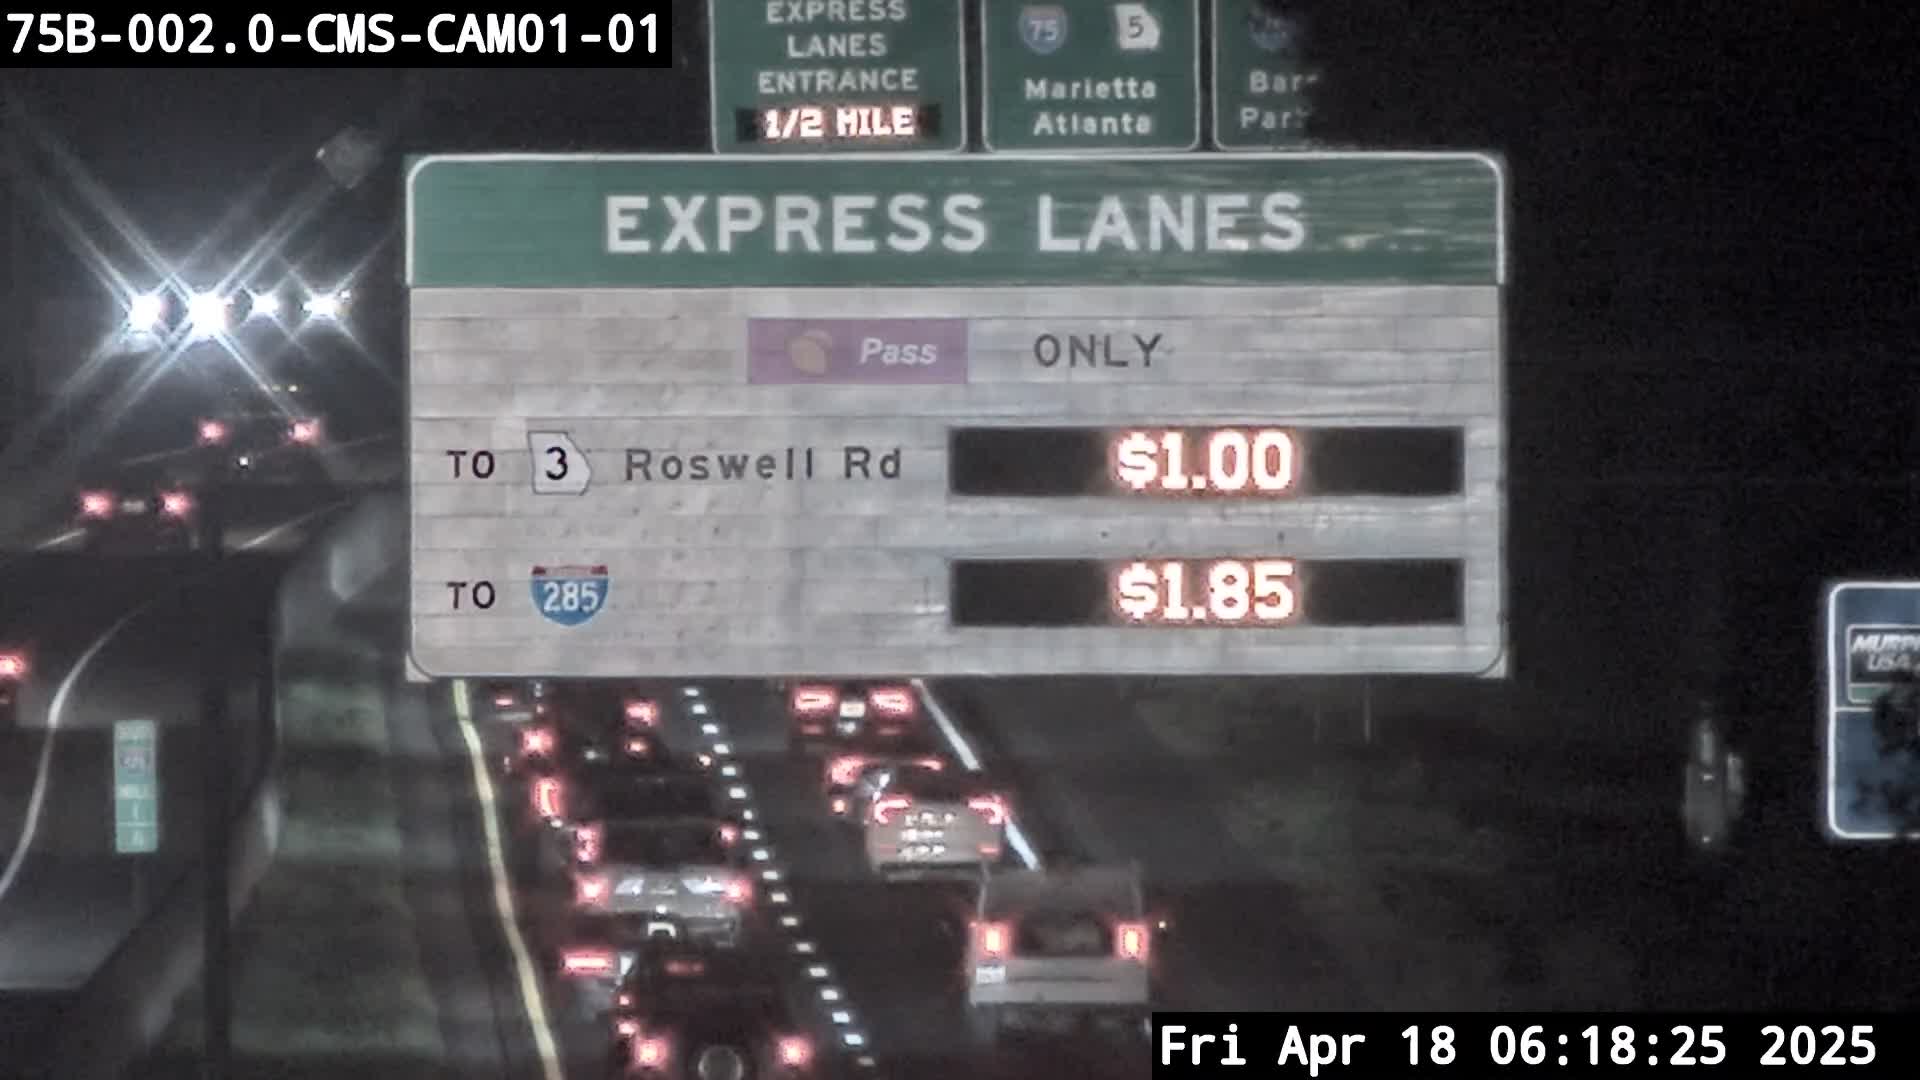 75B-002.0-CMS-CAM01-01
EXPRESS
LANES
ENTRANCE
1/2 MILE
75 5
Marietta
Atlanta
EXPRESS LANES
Pass ONLY
TO 3 Roswell Rd $1.00
TO 285 $1.85
USA
Fri Apr 18 06:18:25 2025